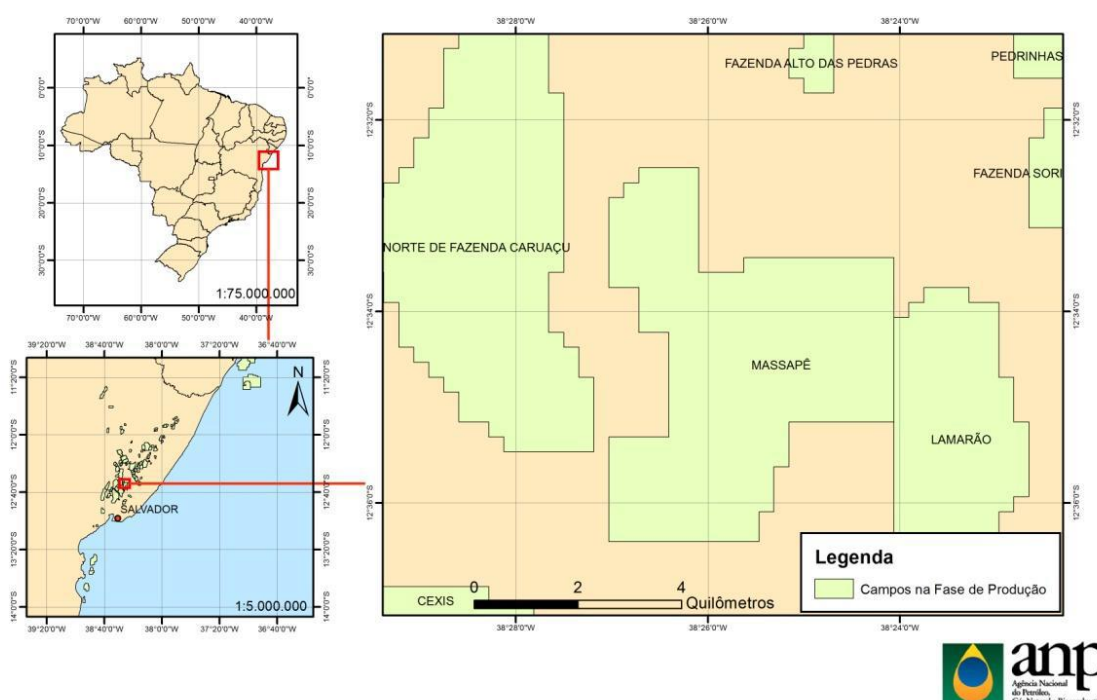 70°0'0"W 60°0'0"W 50°0'0"W 40°0'0"W
0°0'0" 10°0'0"S 20°0'0"S 30°0'0"S
0°0'0" 10°0'0"S 20°0'0"S 30°0'0"S
1:75.000.000
70°0'0"W 60°0'0"W 50°0'0"W 40°0'0"W
39°20'0"W 38°40'0"W 38°0'0"W 37°20'0"W 36°40'0"W
11°20'0"S 12°0'0"S 12°40'0"S 13°20'0"S 14°0'0"S
N
SALVADOR
11°20'0"S 12°0'0"S 12°40'0"S 13°20'0"S 14°0'0"S
1:5.000.000
39°20'0"W 38°40'0"W 38°0'0"W 37°20'0"W 36°40'0"W
38°28'0"W 38°26'0"W 38°24'0"W
12°32'0"S 12°34'0"S 12°36'0"S
FAZENDA ALTO DAS PEDRAS
PEDRINHAS
FAZENDA SORI
NORTE DE FAZENDA CARUAÇU
MASSAPÊ
LAMARÃO
CEXIS
0 2 4
Quilômetros
Legenda
Campos na Fase de Produção
12°32'0"S 12°34'0"S 12°36'0"S
38°28'0"W 38°26'0"W 38°24'0"W
anp
Agência Nacional
do Petróleo,